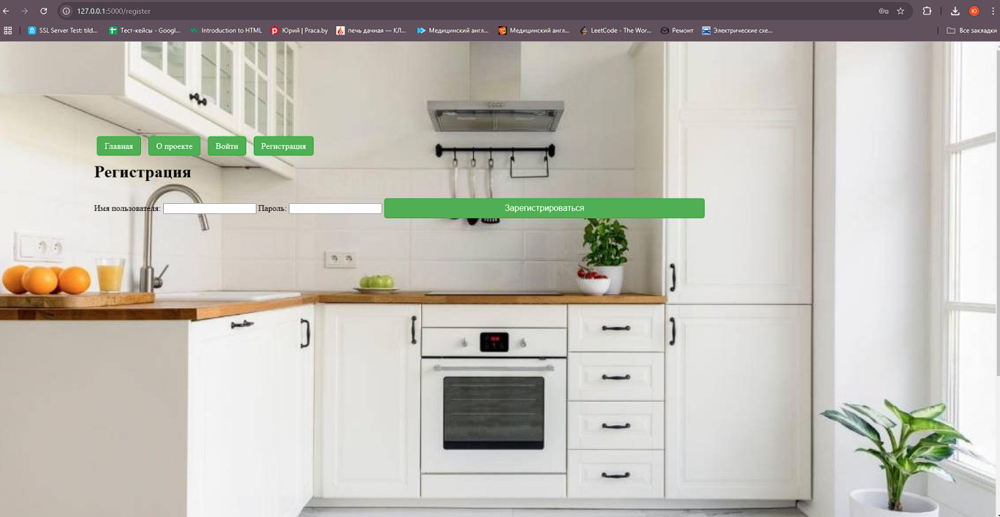 127.0.0.1:5000/register
Ю
SSL Server Test: tild...
Тест-кейсы - Googl...
Introduction to HTML
Юрий | Praca.by
печь дачная — КЛ...
Медицинский англ...
Медицинский англ...
LeetCode - The Wor...
Ремонт
Электрические схе...
Все закладки
Главная
О проекте
Войти
Регистрация
Регистрация
Имя пользователя: Пароль: Зарегистрироваться